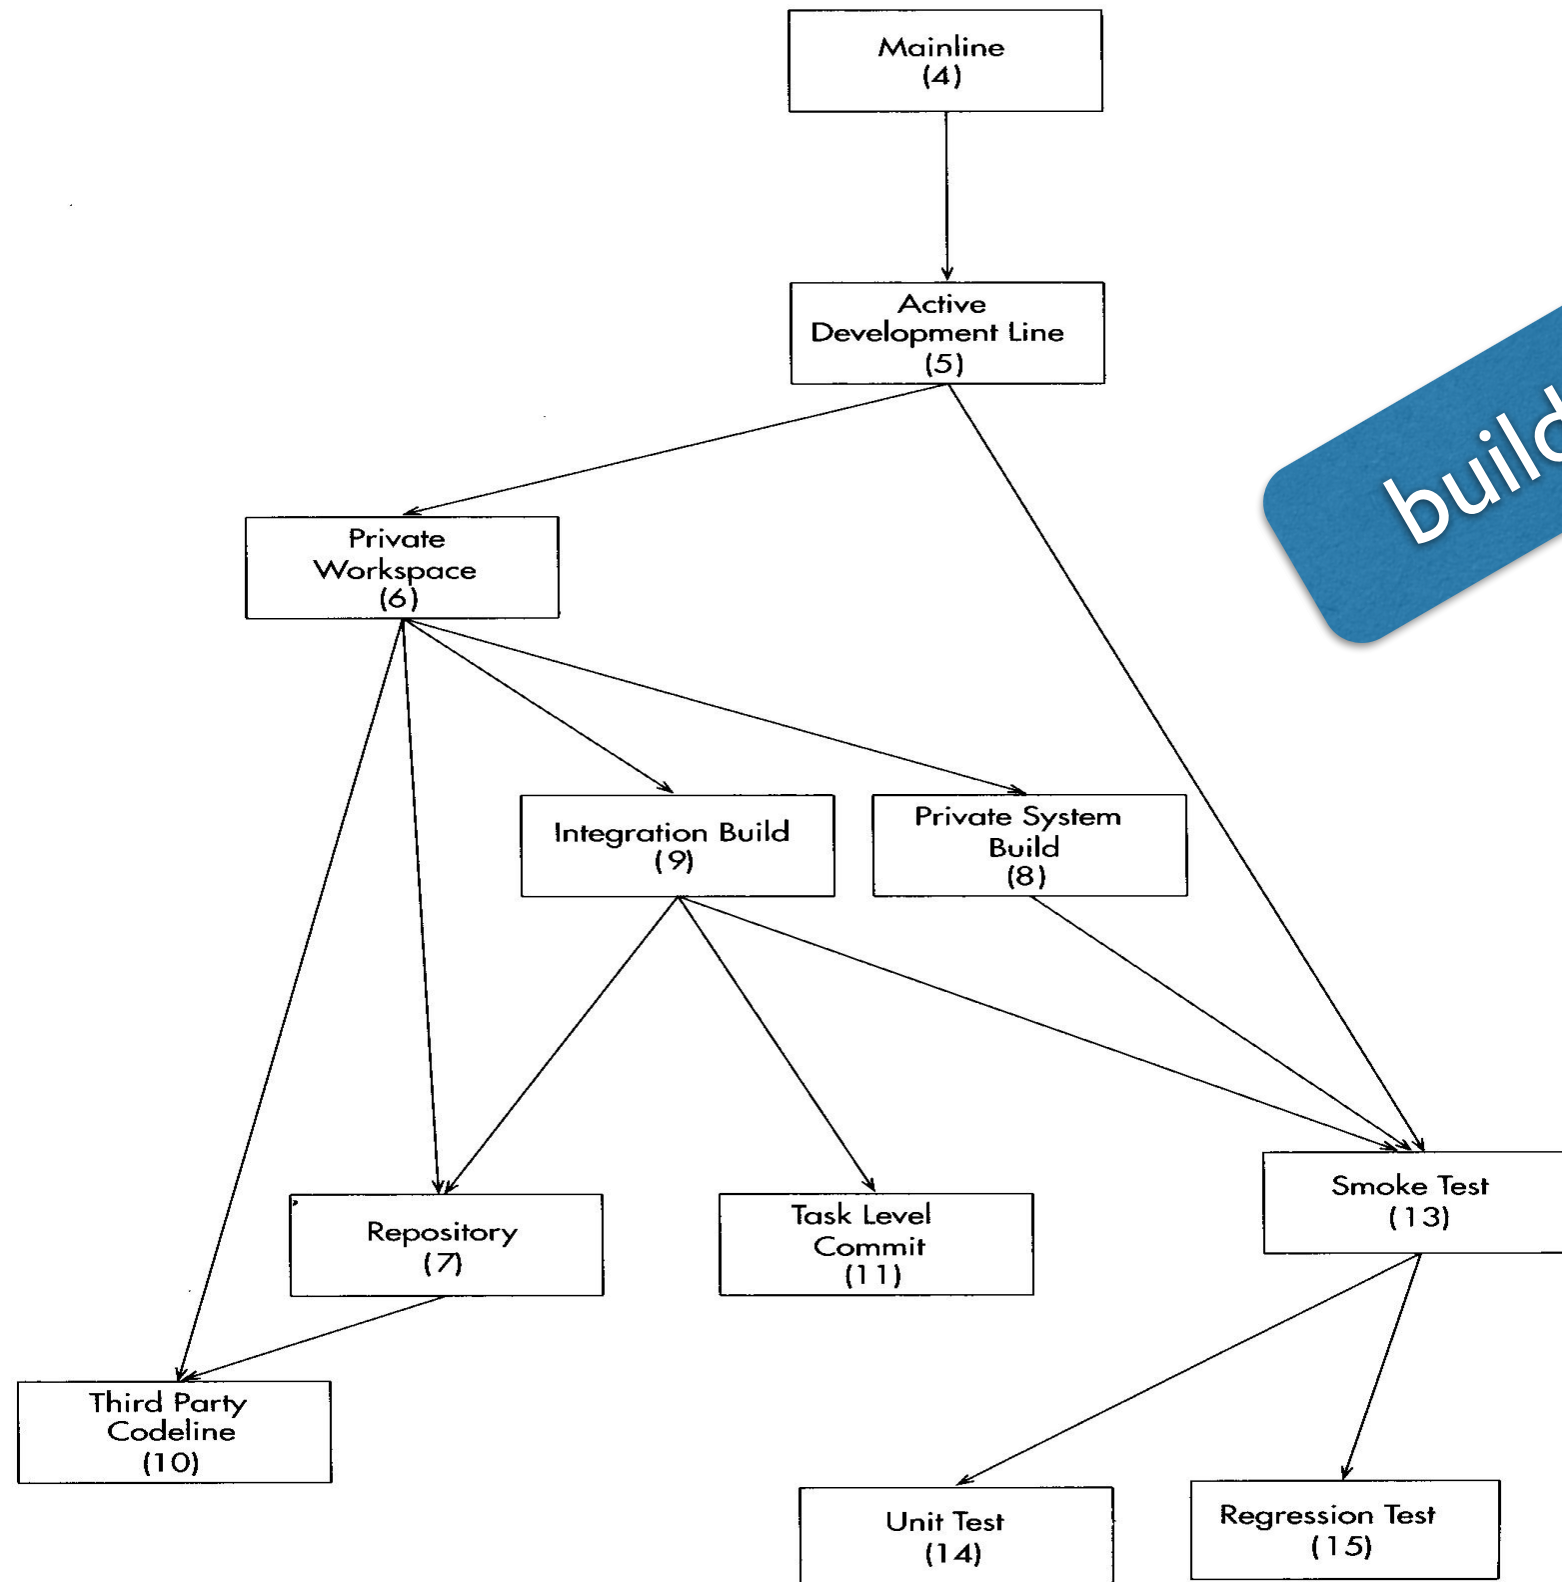 Mainline
(4)
Active
Development Line
(5)
Private
Workspace
(6)
Integration Build
(9)
Private System
Build
(8)
Repository
(7)
Task Level
Commit
(11)
Smoke Test
(13)
Third Party
Codeline
(10)
Unit Test
(14)
Regression Test
(15)